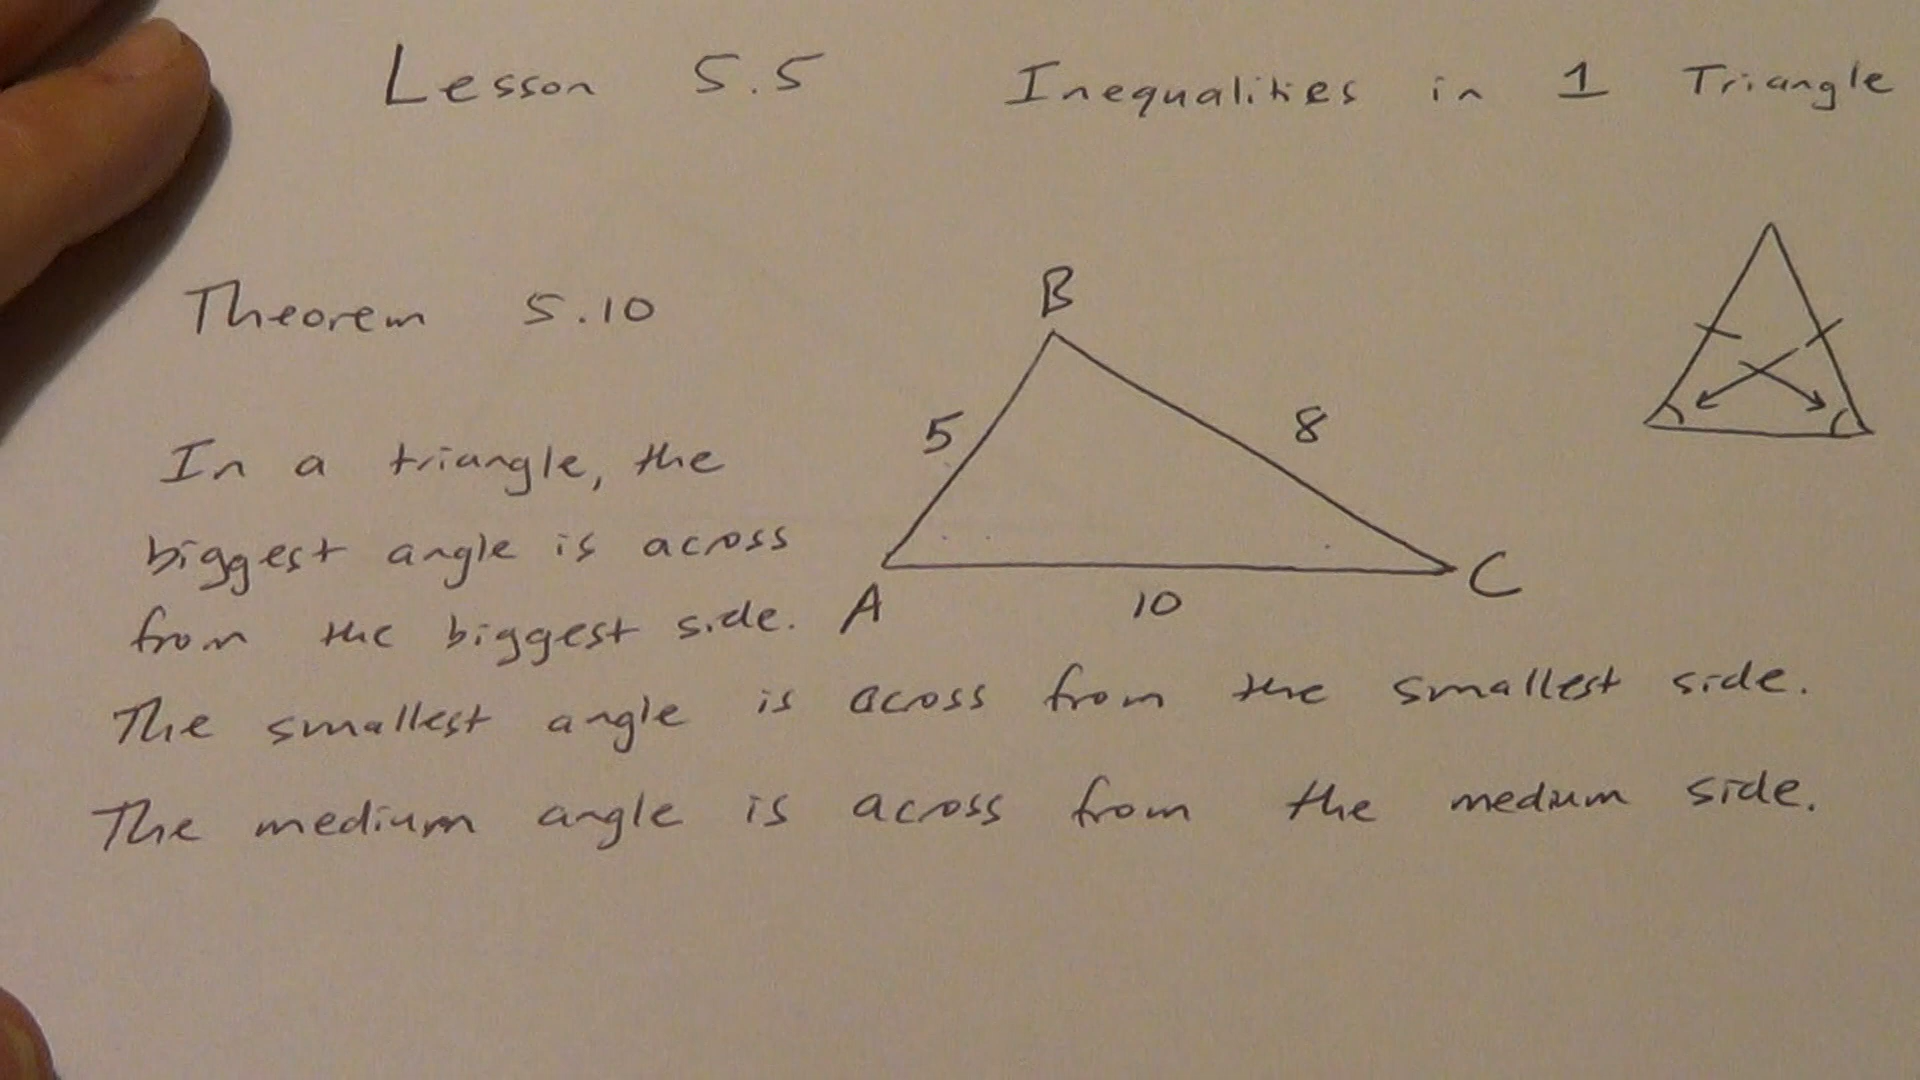 Lesson 5.5 Inequalities in 1 Triangle
Theorem 5.10
B
5
8
In a triangle, the
biggest angle is across
from the biggest side.
A
10
C
The smallest angle is across from the smallest side.
The medium angle is across from the medium side.